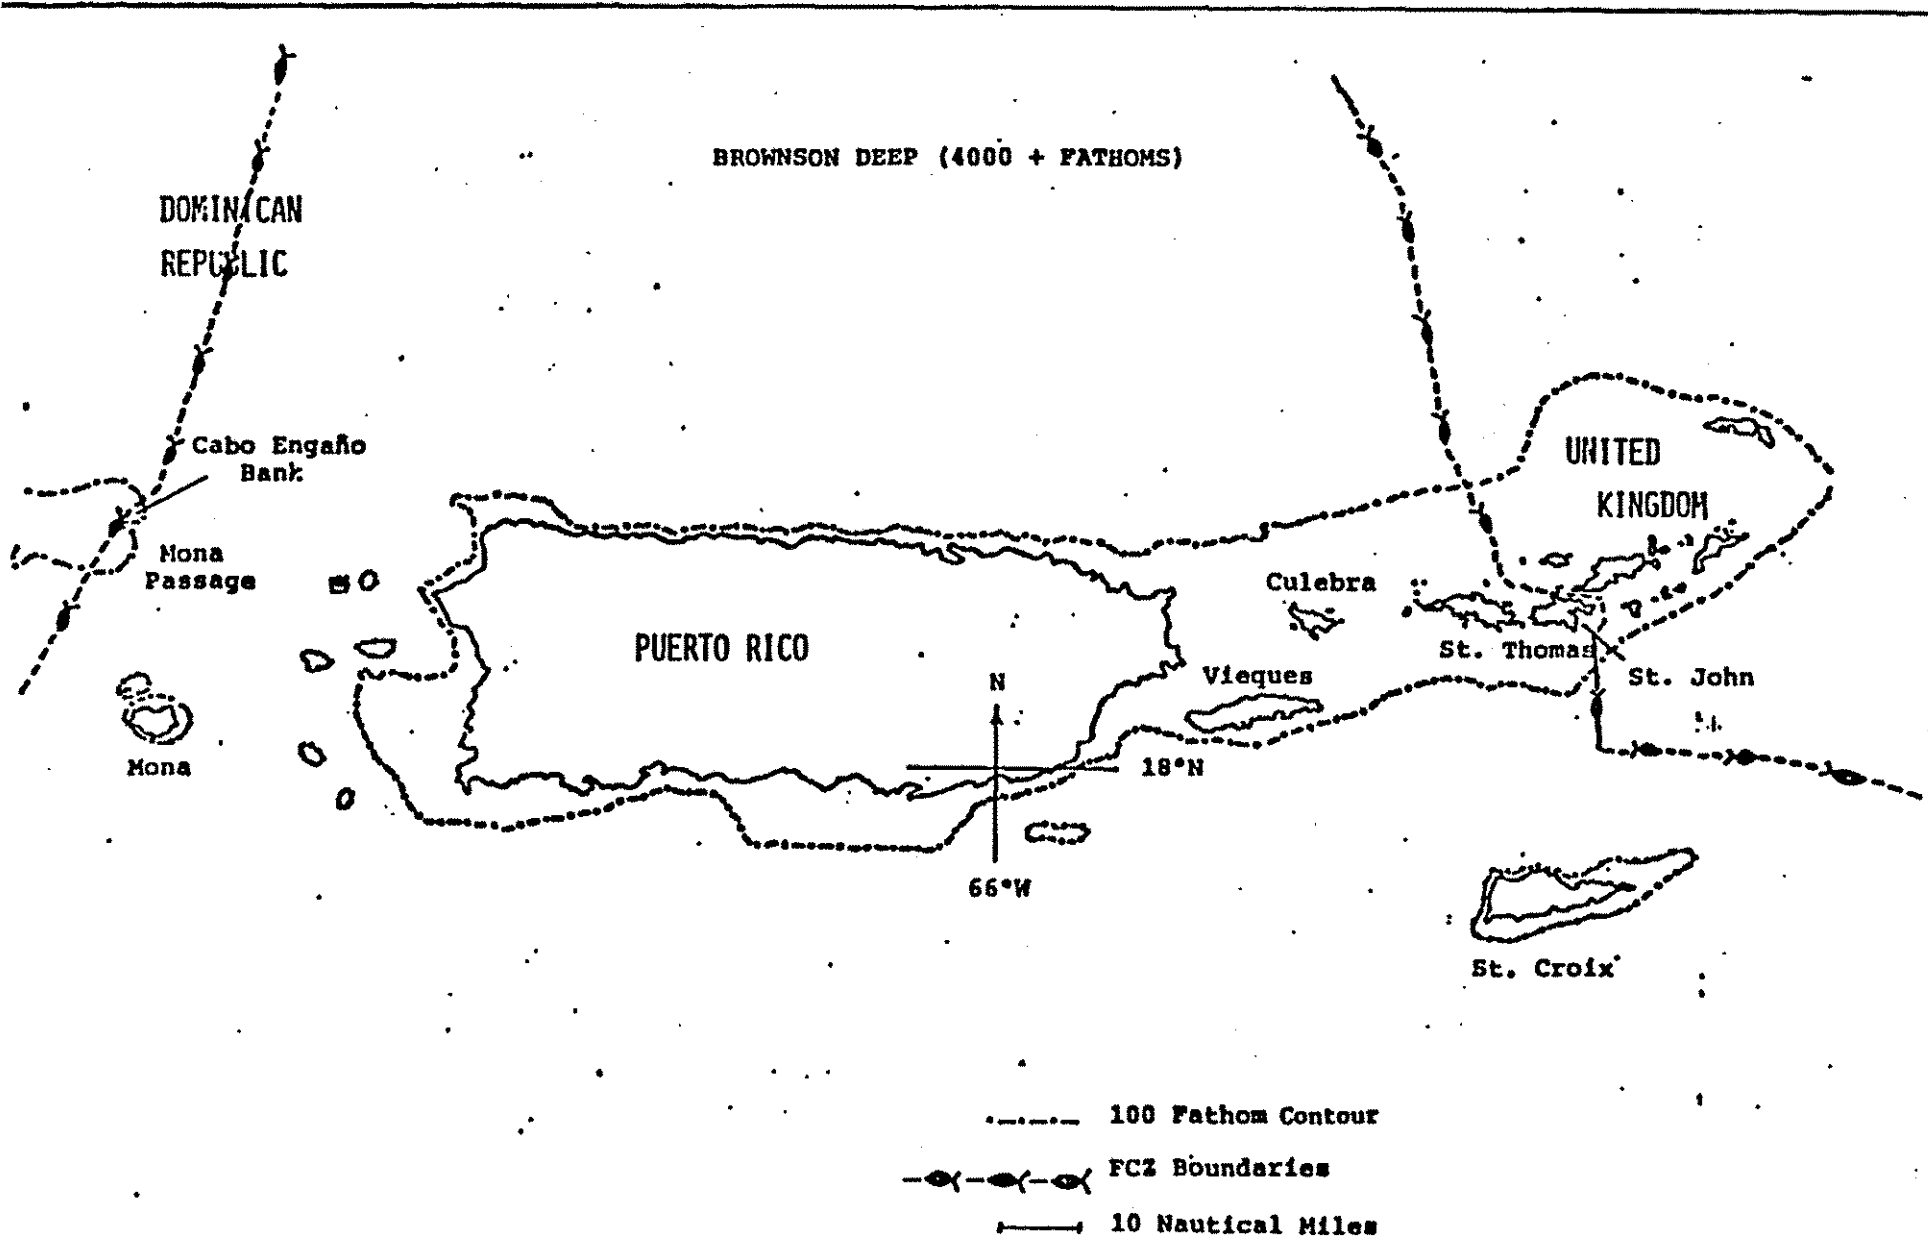 BROWNSON DEEP (4000 + FATHOMS)
DOMINICAN
REPUBLIC
Cabo Engaño
Bank
UNITED
KINGDOM
Mona
Passage
Culebra
PUERTO RICO
St. Thomas
N
Vieques
St. John
Mona
18°N
66°W
St. Croix
100 Fathom Contour
FCZ Boundaries
10 Nautical Miles